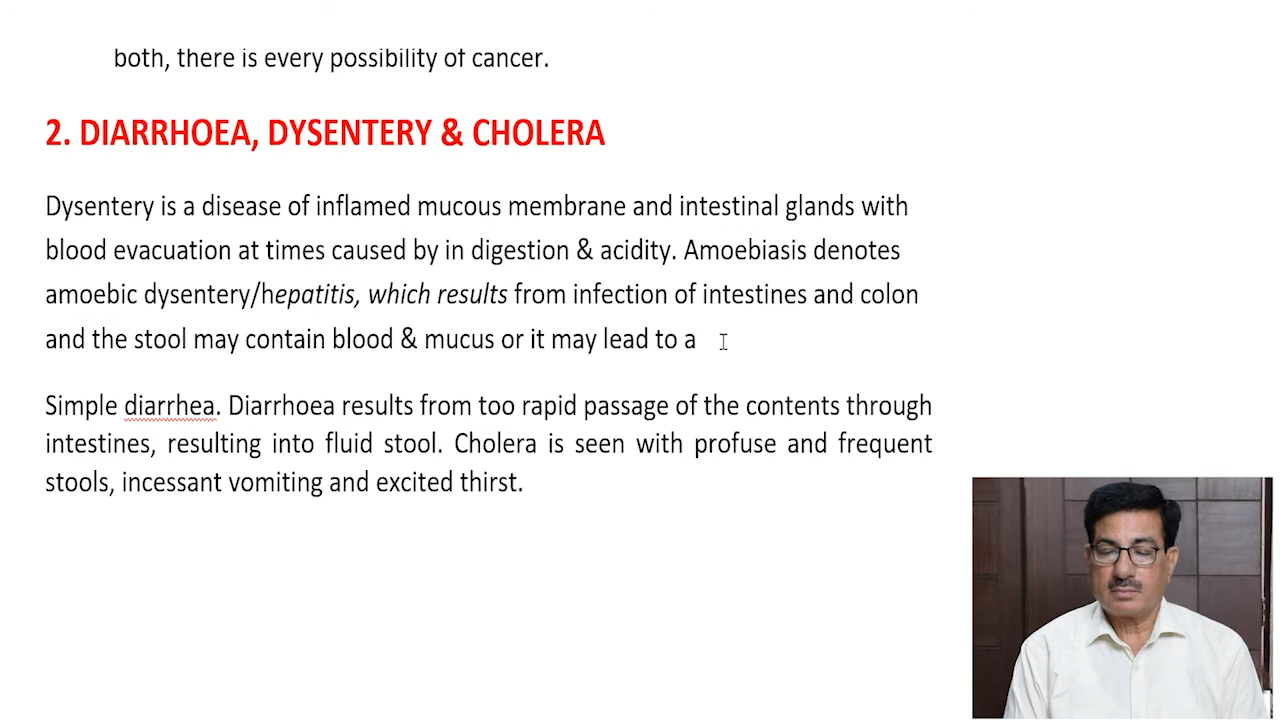 both, there is every possibility of cancer.
2. DIARRHOEA, DYSENTERY & CHOLERA
Dysentery is a disease of inflamed mucous membrane and intestinal glands with
blood evacuation at times caused by in digestion & acidity. Amoebiasis denotes
amoebic dysentery/hepatitis, which results from infection of intestines and colon
and the stool may contain blood & mucus or it may lead to a
Simple diarrhea. Diarrhoea results from too rapid passage of the contents through
intestines, resulting into fluid stool. Cholera is seen with profuse and frequent
stools, incessant vomiting and excited thirst.